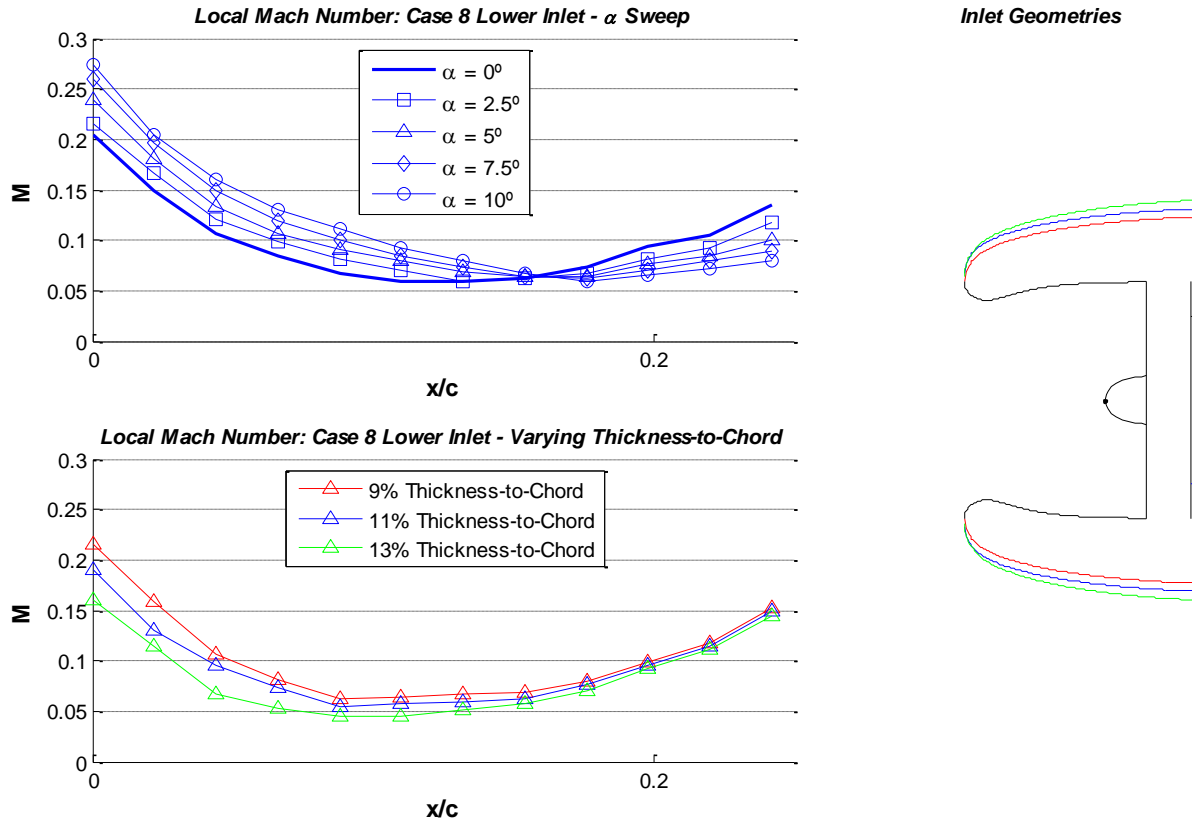 Local Mach Number: Case 8 Lower Inlet - α Sweep
0.3
0.25
0.2
0.15
0.1
0.05
0
M
α = 0º
α = 2.5º
α = 5º
α = 7.5º
α = 10º
0
0.2
x/c
Local Mach Number: Case 8 Lower Inlet - Varying Thickness-to-Chord
0.3
0.25
0.2
0.15
0.1
0.05
0
M
9% Thickness-to-Chord
11% Thickness-to-Chord
13% Thickness-to-Chord
0
0.2
x/c
Inlet Geometries